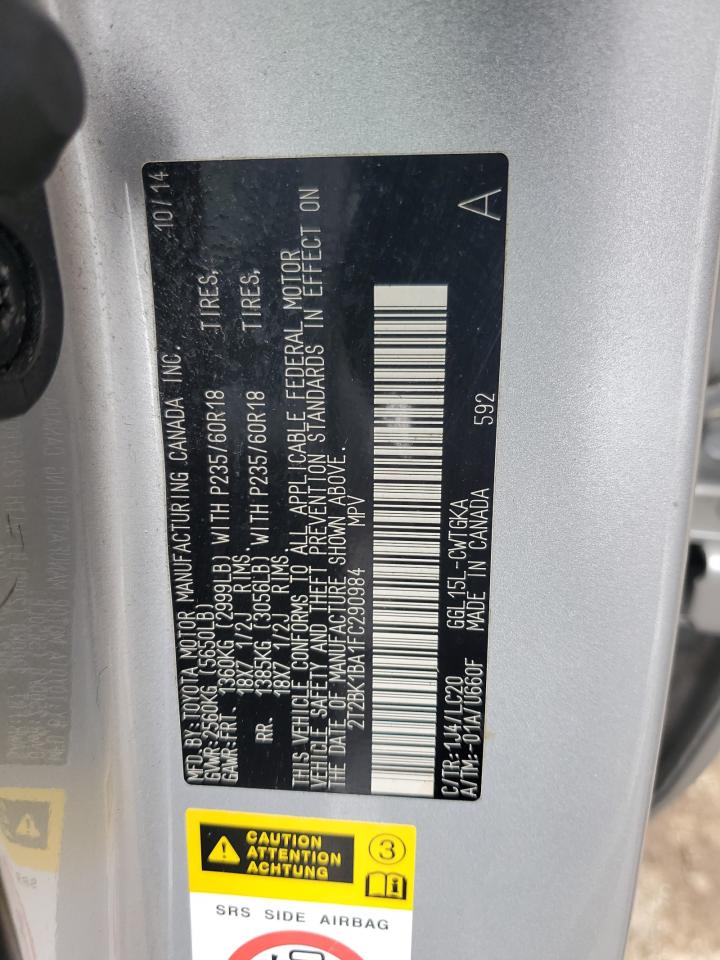 MFD.BY:TOYOTA MOTOR MANUFACTURING CANADA INC. 10/14
GVWR:2560KG (5650LB)
GAWR:FRT. 1360KG (2999LB) WITH P235/60R18 TIRES,
18X7 1/2J RIMS.
RR. 1385KG (3056LB) WITH P235/60R18 TIRES,
18X7 1/2J RIMS.
THIS VEHICLE CONFORMS TO ALL APPLICABLE FEDERAL MOTOR
VEHICLE SAFETY AND THEFT PREVENTION STANDARDS IN EFFECT ON
THE DATE OF MANUFACTURE SHOWN ABOVE.
2T2BK1BA1FC290984 MPV
C/TR:1J4/LC20 GGL15L-CWTGKA 592 A
A/TM:-01A/U660F MADE IN CANADA
CAUTION
ATTENTION
ACHTUNG
3
SRS SIDE AIRBAG